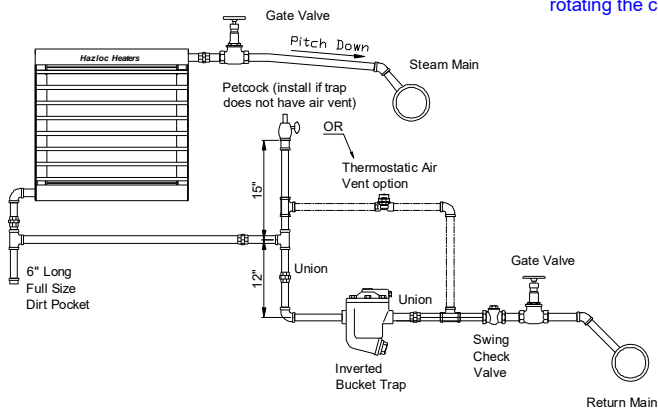 rotating the c
Gate Valve
Pitch Down
Hazloc Heaters
Steam Main
Petcock (install if trap
does not have air vent)
OR
Thermostatic Air
Vent option
15"
6" Long
Full Size
Dirt Pocket
12"
Union
Gate Valve
Union
Swing
Check
Valve
Inverted
Bucket Trap
Return Main